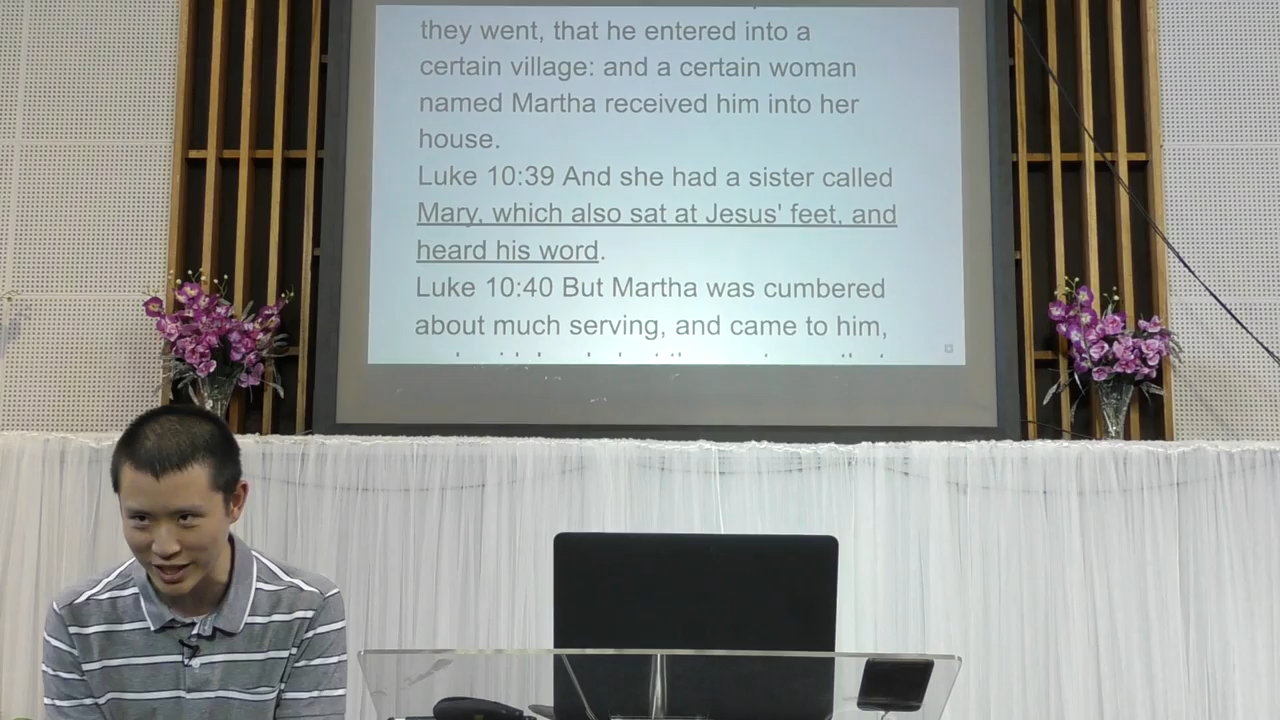 they went, that he entered into a
certain village: and a certain woman
named Martha received him into her
house.
Luke 10:39 And she had a sister called
Mary, which also sat at Jesus' feet, and
heard his word.
Luke 10:40 But Martha was cumbered
about much serving, and came to him,